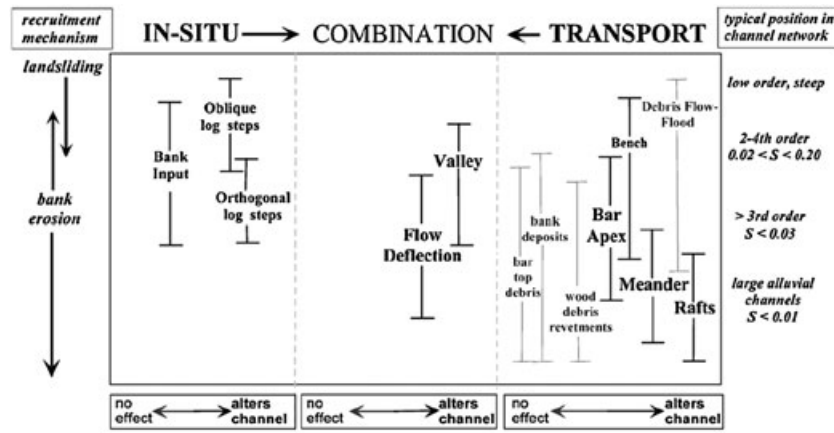 recruitment
mechanism
IN-SITU
COMBINATION
TRANSPORT
typical position in
channel network
landsliding
bank
erosion
Oblique
log steps
Bank
Input
Orthogonal
log steps
Valley
Flow
Deflection
Debris Flow-
Flood
Bench
Bar
Apex
bank
deposits
bar
top
debris
wood
debris
revetments
Meander
Rafts
low order, steep
2-4th order
0.02 < S < 0.20
> 3rd order
S < 0.03
large alluvial
channels
S < 0.01
no
effect
alters
channel
no
effect
alters
channel
no
effect
alters
channel